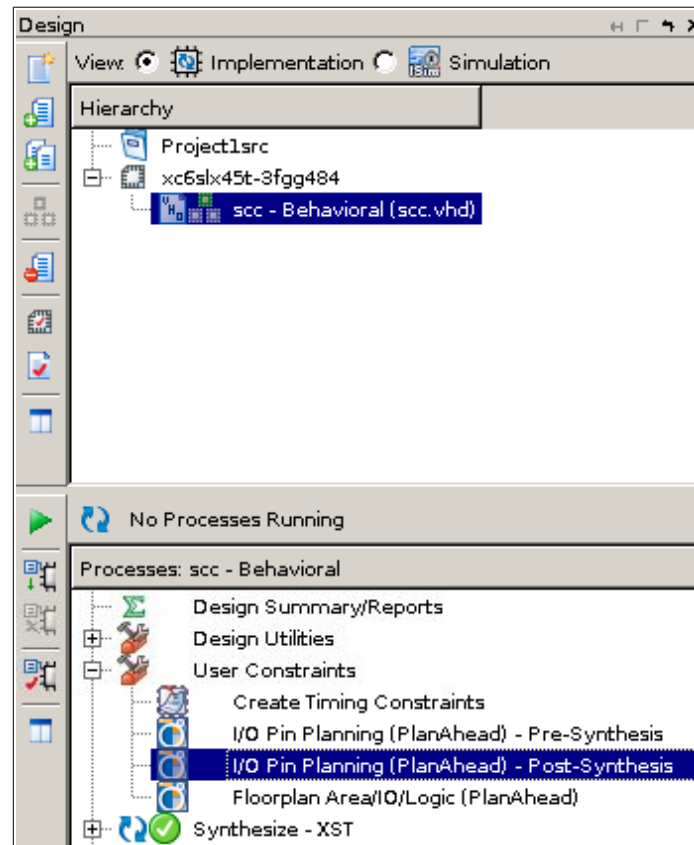 Design
View: Implementation Simulation
Hierarchy
Project1src
xc6slx45t-3fgg484
scc - Behavioral (scc.vhd)
No Processes Running
Processes: scc - Behavioral
Design Summary/Reports
Design Utilities
User Constraints
Create Timing Constraints
I/O Pin Planning (PlanAhead) - Pre-Synthesis
I/O Pin Planning (PlanAhead) - Post-Synthesis
Floorplan Area/IO/Logic (PlanAhead)
Synthesize - XST